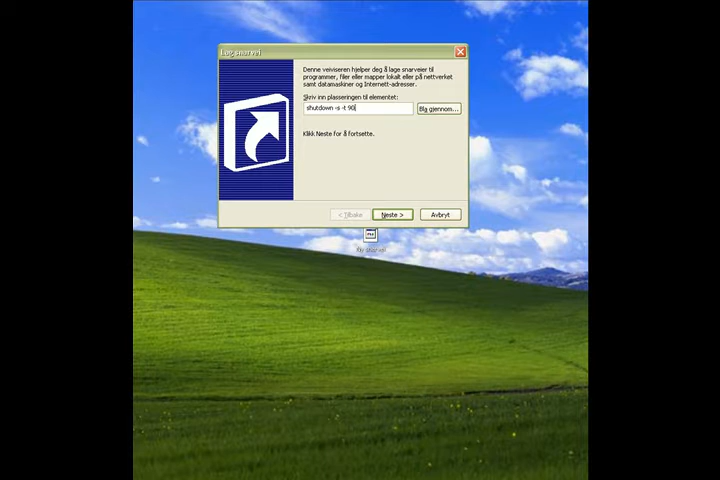 Lag snarvei
Denne veiviseren hjelper deg å lage snarveier til
programmer, filer eller mapper lokalt eller på nettverket
samt datamaskiner og Internett-adresser.
Skriv inn plasseringen til elementet:
shutdown -s -t 90
Bla gjennom...
Klikk Neste for å fortsette.
< Tilbake
Neste >
Avbryt
Ny snarvei